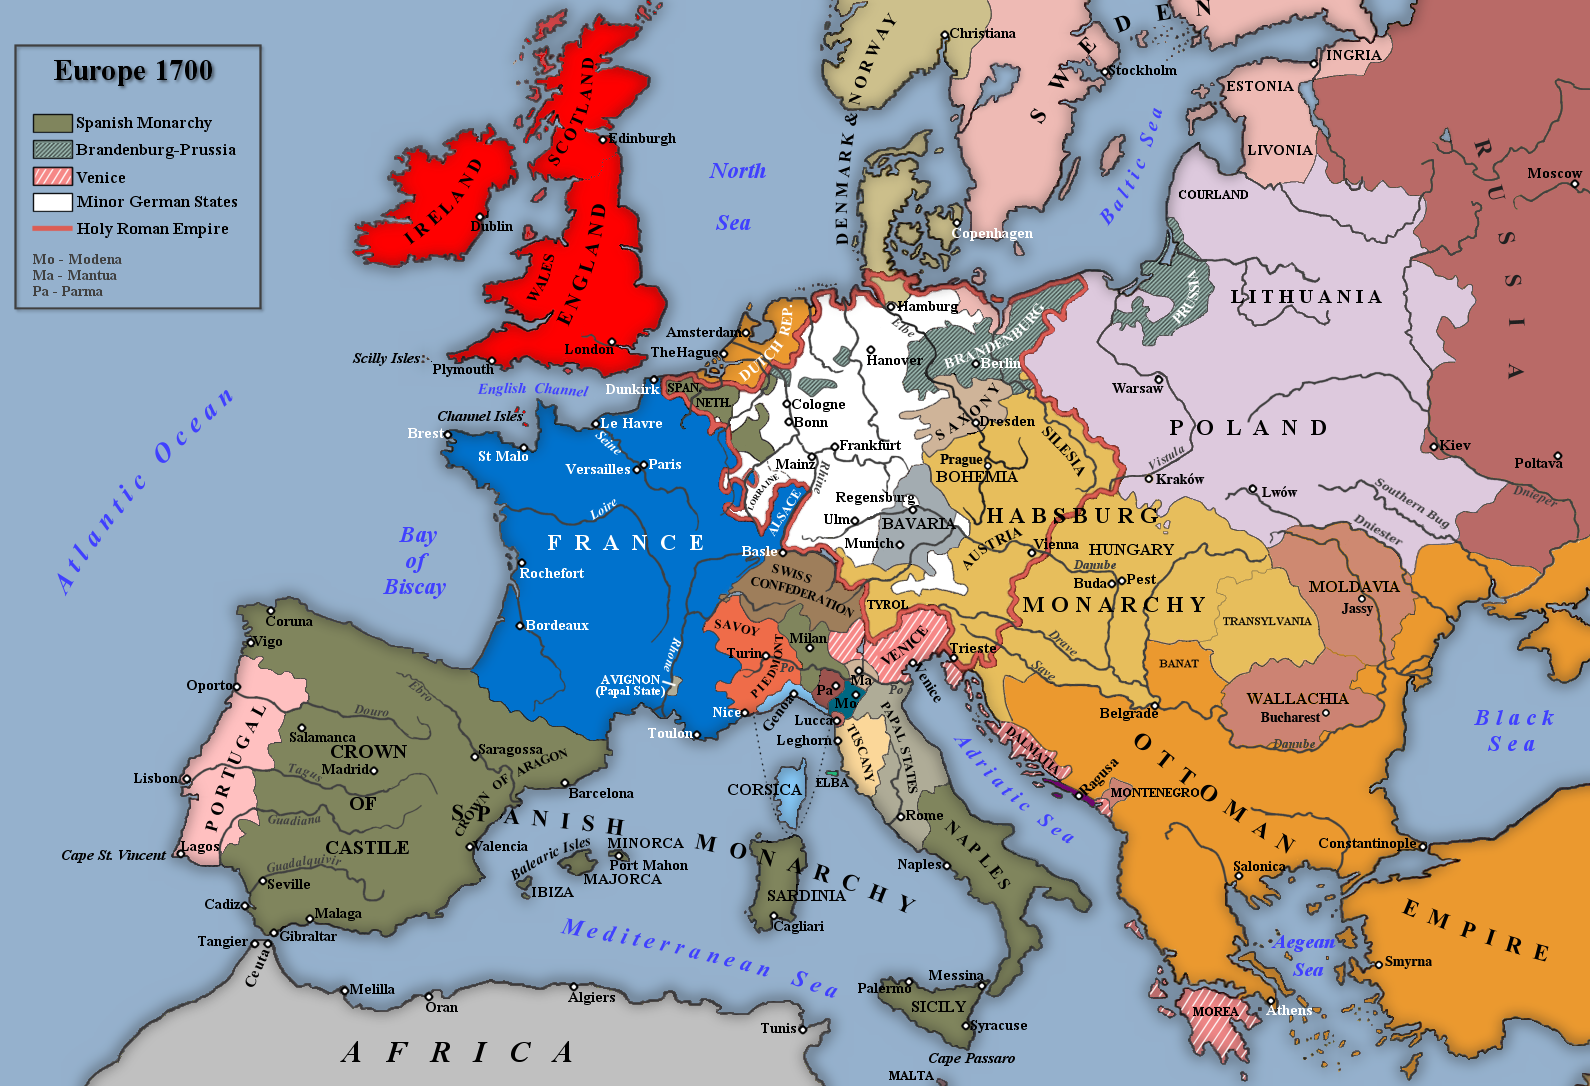 Europe 1700
Spanish Monarchy
Brandenburg-Prussia
Venice
Minor German States
Holy Roman Empire
Mo - Modena
Ma - Mantua
Pa - Parma
NORWAY
DENMARK &
Christiana
SWEDEN
Stockholm
INGRIA
ESTONIA
LIVONIA
COURLAND
RUSSIA
Moscow
SCOTLAND
Edinburgh
IRELAND
Dublin
WALES
ENGLAND
London
Plymouth
Scilly Isles
North
Sea
Baltic Sea
Copenhagen
Hamburg
Elbe
LITHUANIA
PRUSSIA
BRANDENBURG
Berlin
Hanover
Amsterdam
The Hague
DUTCH REP.
English Channel
Dunkirk
SPAN.
NETH.
Channel Isles
Brest
St Malo
Le Havre
Seine
Versailles
Paris
Cologne
Bonn
Frankfürt
Mainz
Rhine
LORRAINE
ALSACE
SAXONY
Dresden
SILESIA
Prague
BOHEMIA
Warsaw
POLAND
Vistula
Kraków
Lwów
Kiev
Poltava
Dnieper
Southern Bug
Dniester
Regensburg
Ulm
BAVARIA
Munich
HABSBURG
AUSTRIA
Vienna
HUNGARY
Danube
Buda
Pest
MONARCHY
TRANSYLVANIA
MOLDAVIA
Jassy
Atlantic Ocean
Bay
of
Biscay
Loire
FRANCE
Basle
Rochefort
Bordeaux
Rhone
SWISS
CONFEDERATION
TYROL
SAVOY
Turin
PIEDMONT
Milan
Po
VENICE
Venice
Trieste
Drave
Save
BANAT
WALLACHIA
Bucharest
Danube
Belgrade
Black
Sea
AVIGNON
(Papal State)
Nice
Toulon
Genoa
Pa
Ma
Mo
Po
Lucca
Leghorn
TUSCANY
PAPAL STATES
ELBA
CORSICA
Rome
Adriatic Sea
DALMATIA
Ragusa
MONTENEGRO
OTTOMAN
EMPIRE
Constantinople
Salonica
Coruna
Vigo
Oporto
Ebro
Douro
Salamanca
CROWN
OF
CASTILE
Madrid
Tagus
Saragossa
CROWN OF ARAGON
Barcelona
Lisbon
PORTUGAL
Guadiana
Valencia
Lagos
Cape St. Vincent
Guadalquivir
Seville
Cadiz
Malaga
Gibraltar
Tangier
Ceuta
SPANISH
MONARCHY
Balearic Isles
MINORCA
Port Mahon
MAJORCA
IBIZA
SARDINIA
Cagliari
Naples
NAPLES
Mediterranean Sea
Melilla
Oran
Algiers
Tunis
AFRICA
Messina
Palermo
SICILY
Syracuse
Cape Passaro
MALTA
Aegean
Sea
Smyrna
Athens
MOREA